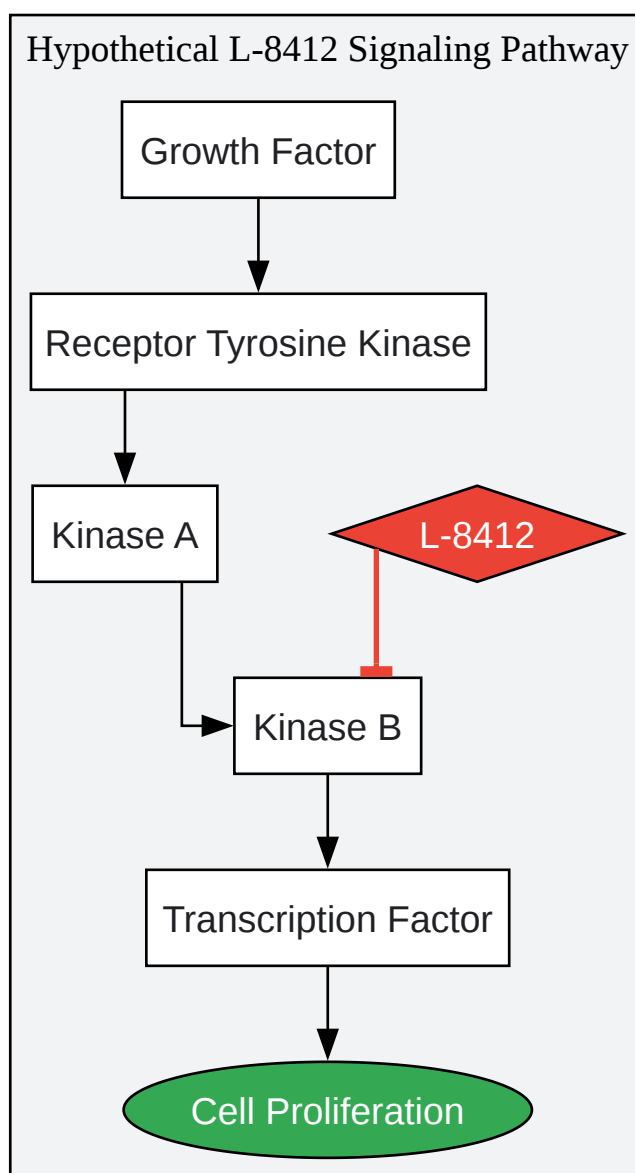 Hypothetical L-8412 Signaling Pathway
Growth Factor
Receptor Tyrosine Kinase
Kinase A
L-8412
Kinase B
Transcription Factor
Cell Proliferation